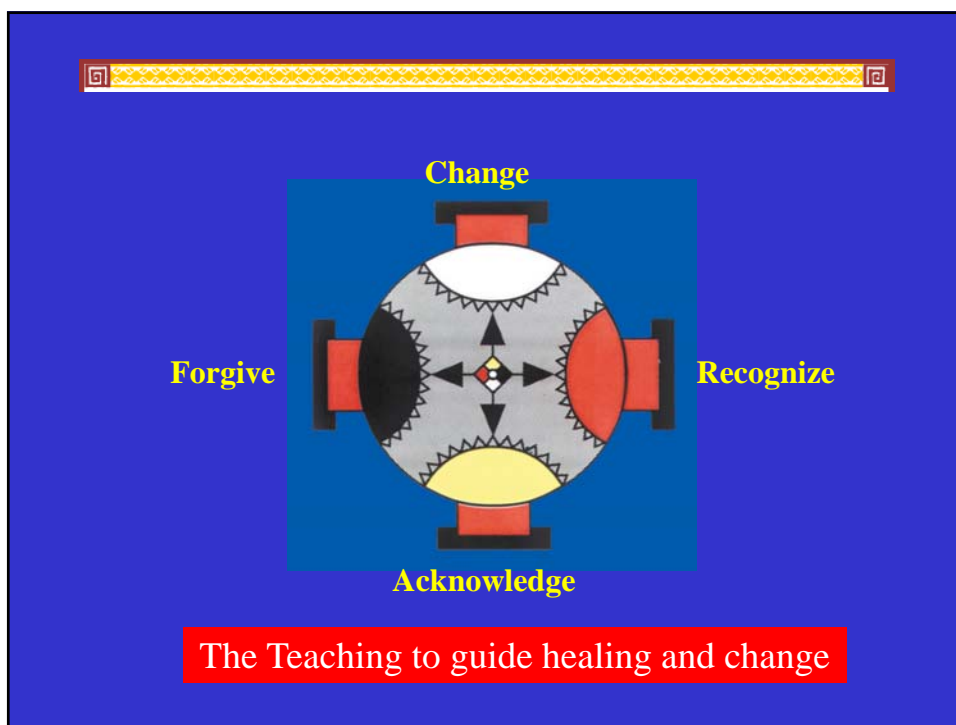 Change
Forgive
Recognize
Acknowledge
The Teaching to guide healing and change